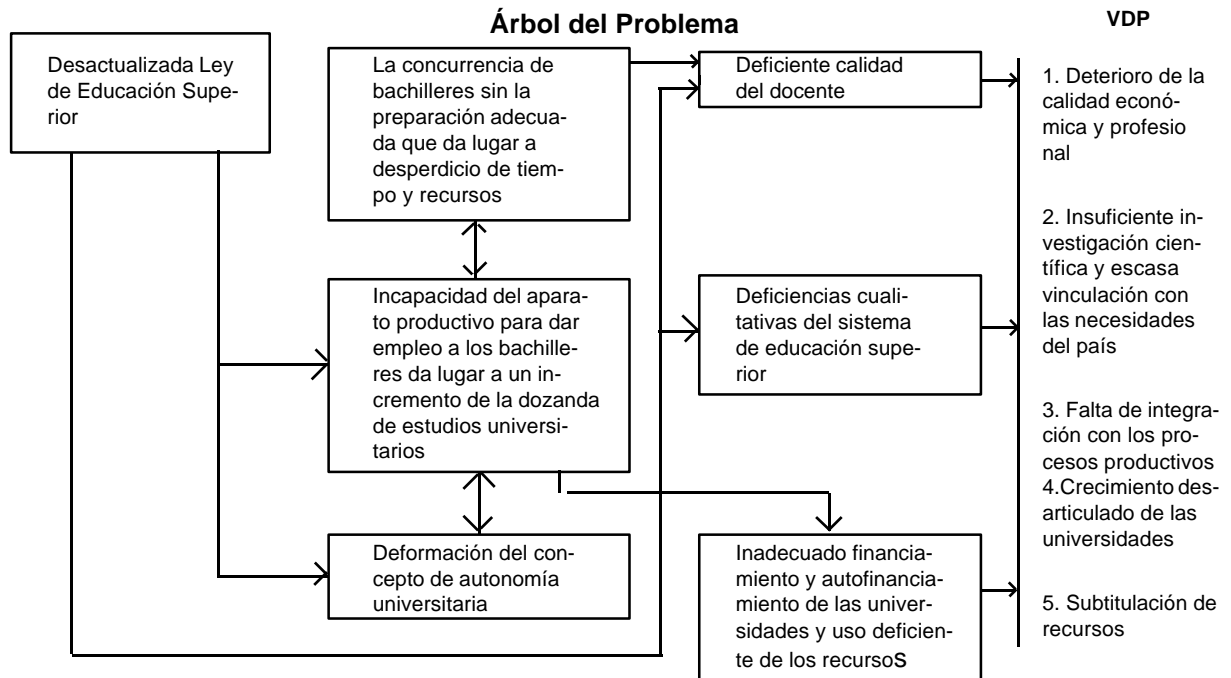 Árbol del Problema
VDP
Desactualizada Ley
de Educación Supe-
rior
La concurrencia de
bachilleres sin la
preparación adecua-
da que da lugar a
desperdicio de tiem-
po y recursos
Incapacidad del apara-
to productivo para dar
empleo a los bachille-
res da lugar a un in-
cremento de la dozanda
de estudios universi-
tarios
Deformación del con-
cepto de autonomía
universitaria
Deficiente calidad
del docente
Deficiencias cuali-
tativas del sistema
de educación supe-
rior
Inadecuado financia-
miento y autofinancia-
miento de las univer-
sidades y uso deficien-
te de los recursos
1. Deterioro de la
calidad econó-
mica y profesio
nal
2. Insuficiente in-
vestigación cien-
tífica y escasa
vinculación con
las necesidades
del país
3. Falta de integra-
ción con los pro-
cesos productivos
4.Crecimiento des-
articulado de las
universidades
5. Subtitulación de
recursos